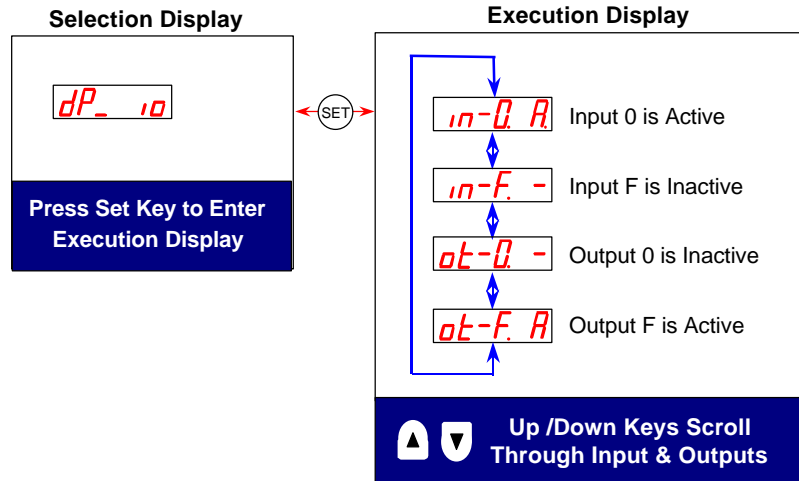 Selection Display
dP_ io
Press Set Key to Enter
Execution Display
SET
Execution Display
in-0. A. Input 0 is Active
in-F. - Input F is Inactive
ot-0. - Output 0 is Inactive
ot-F. A Output F is Active
Up /Down Keys Scroll
Through Input & Outputs